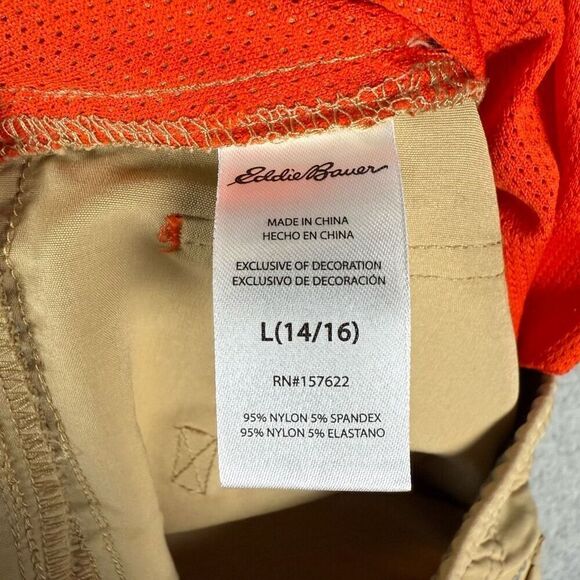 Eddie Bauer
MADE IN CHINA
HECHO EN CHINA
EXCLUSIVE OF DECORATION
EXCLUSIVO DE DECORACIÓN
L(14/16)
RN#157622
95% NYLON 5% SPANDEX
95% NYLON 5% ELASTANO